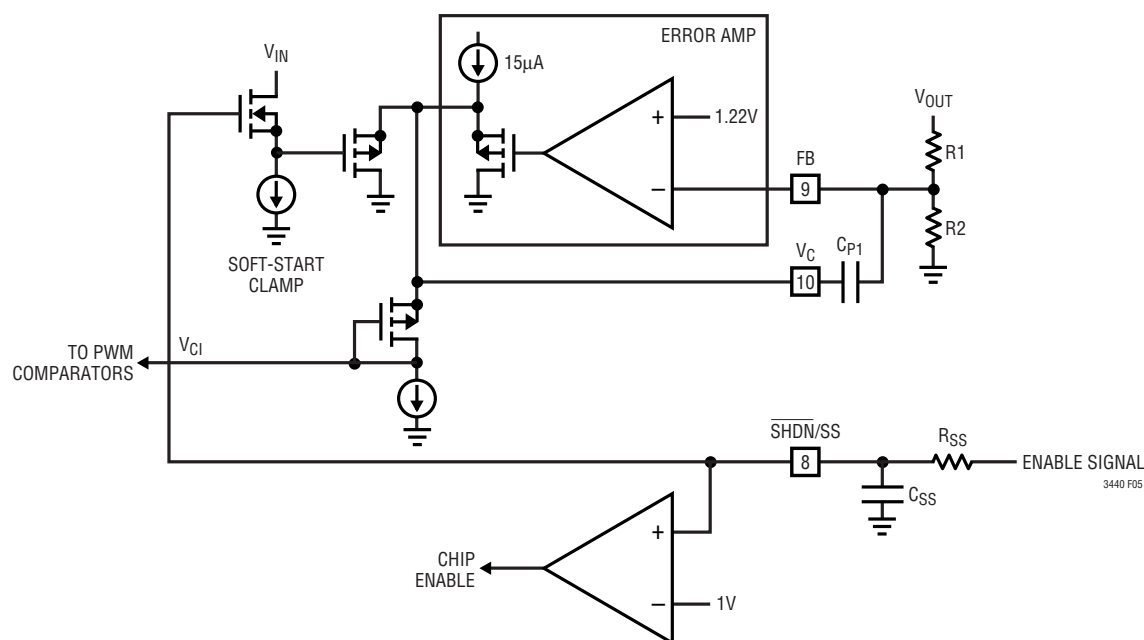 ERROR AMP
V_IN
15μA
V_OUT
+
1.22V
R1
FB
–
9
R2
V_C
C_P1
SOFT-START
CLAMP
10
V_CI
TO PWM
COMPARATORS
SHDN/SS
R_SS
8
ENABLE SIGNAL
3440 F05
C_SS
+
CHIP
ENABLE
–
1V